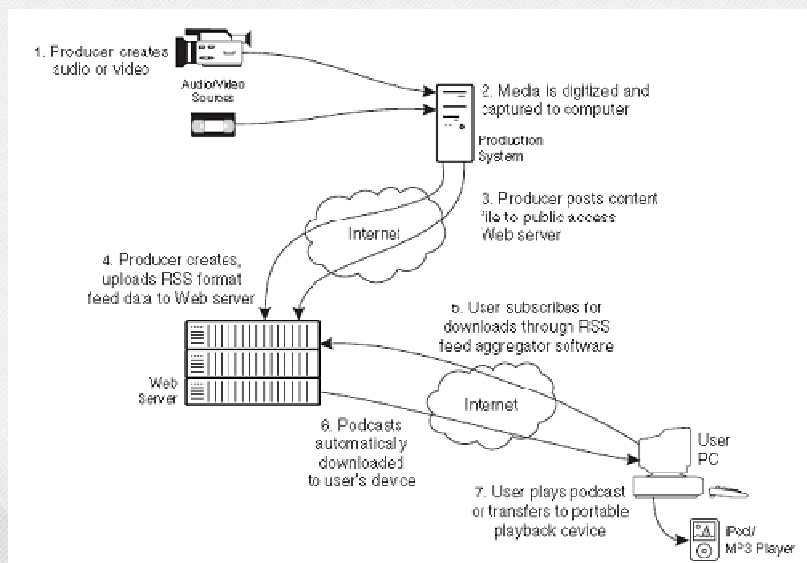 1. Producer creates
audio or video
Audio/Video
Sources
2. Media is digitized and
captured to computer
Production
System
3. Producer posts content
file to public access
Web server
Internet
4. Producer creates,
uploads RSS format
feed data to Web server
5. User subscribes for
downloads through RSS
feed aggregator software
Web
Server
Internet
6. Podcasts
automatically
downloaded
to user's device
User
PC
7. User plays podcast
or transfers to portable
playback device
iPod/
MP3 Player